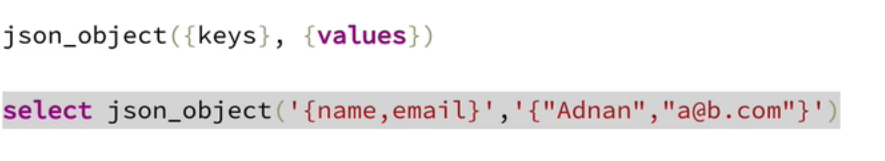 json_object({keys}, {values})
select json_object('{name,email}','{"Adnan","a@b.com"}')